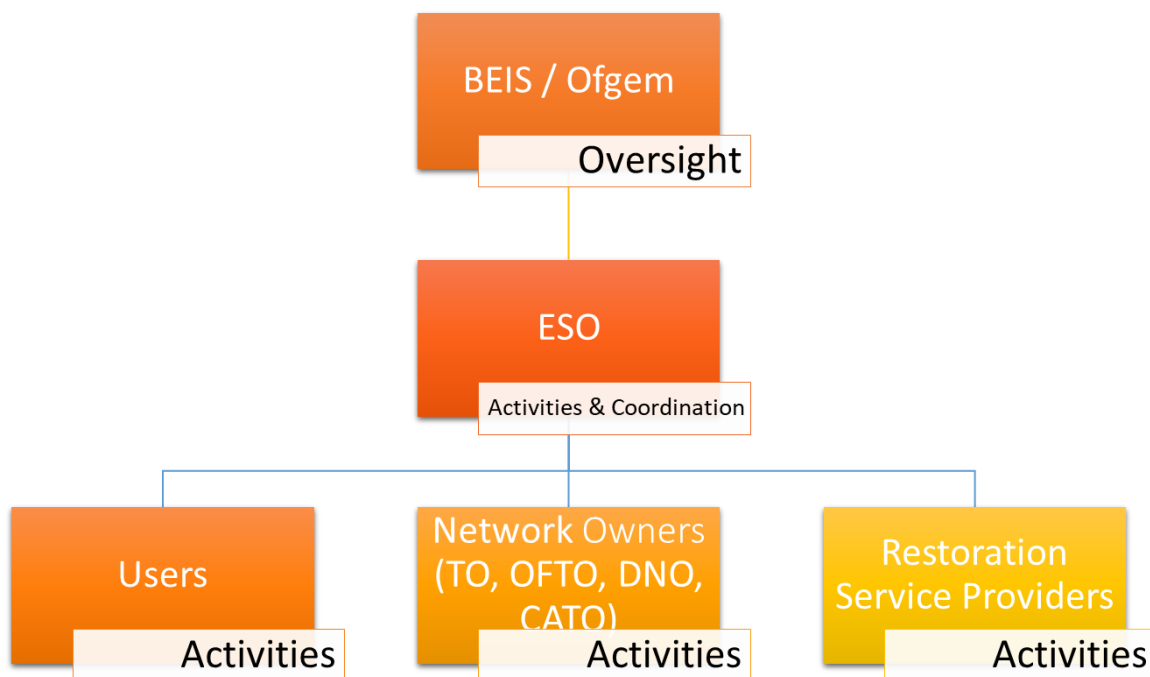 BEIS / Ofgem
Oversight
ESO
Activities & Coordination
Users
Activities
Network Owners
(TO, OFTO, DNO,
CATO)
Activities
Restoration
Service Providers
Activities